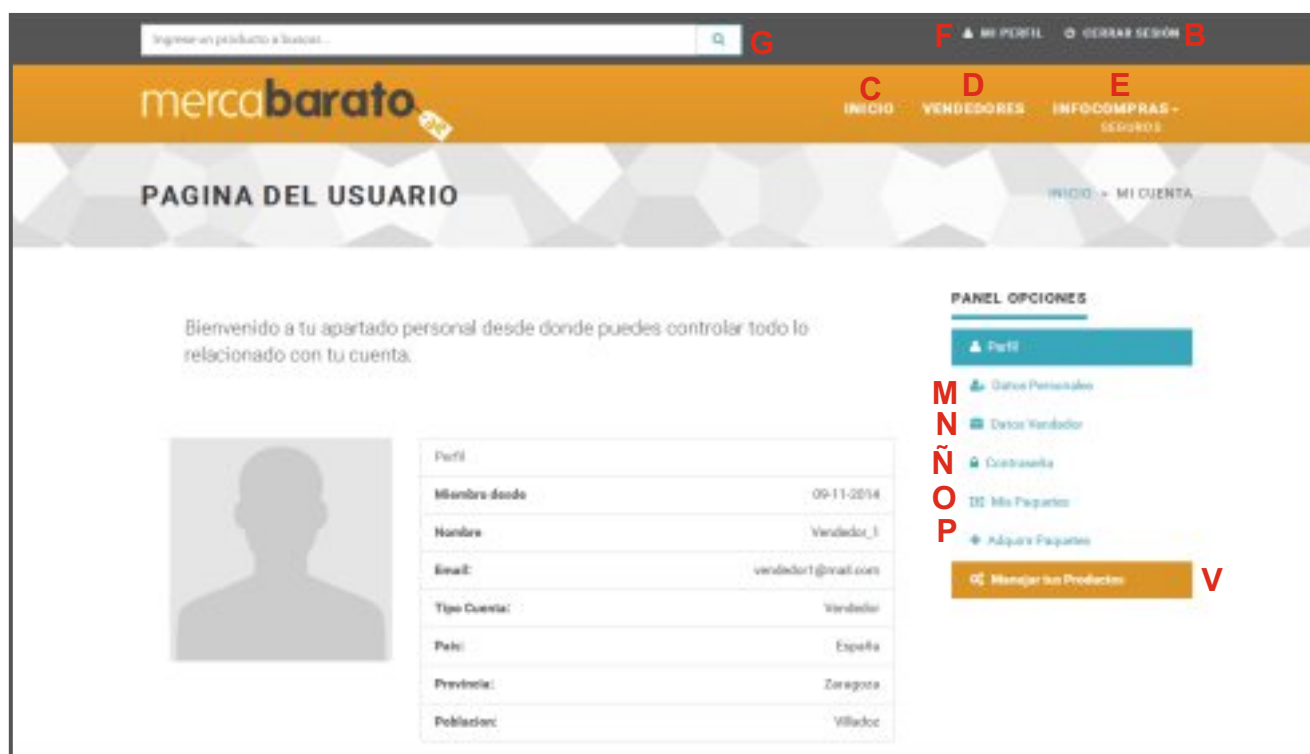 Ingrese un producto a buscar...
G
F MI PERFIL
CERRAR SESIÓN B
mercabarato
C
D
E
INICIO
VENDEDORES
INFOCOMPRAS
SEGUROS
PAGINA DEL USUARIO
INICIO » MI CUENTA
Bienvenido a tu apartado personal desde donde puedes controlar todo lo
relacionado con tu cuenta.
PANEL OPCIONES
Perfil
M Datos Personales
N Datos Vendedor
Ñ Contraseña
O Mis Paquetes
P Adquirir Paquetes
Manejar tus Productos V
Perfil
Miembro desde 09-11-2014
Nombre Vendedor_1
Email: vendedor1@mail.com
Tipo Cuenta: Vendedor
Pais: España
Provincia: Zaragoza
Poblacion: Villadoz